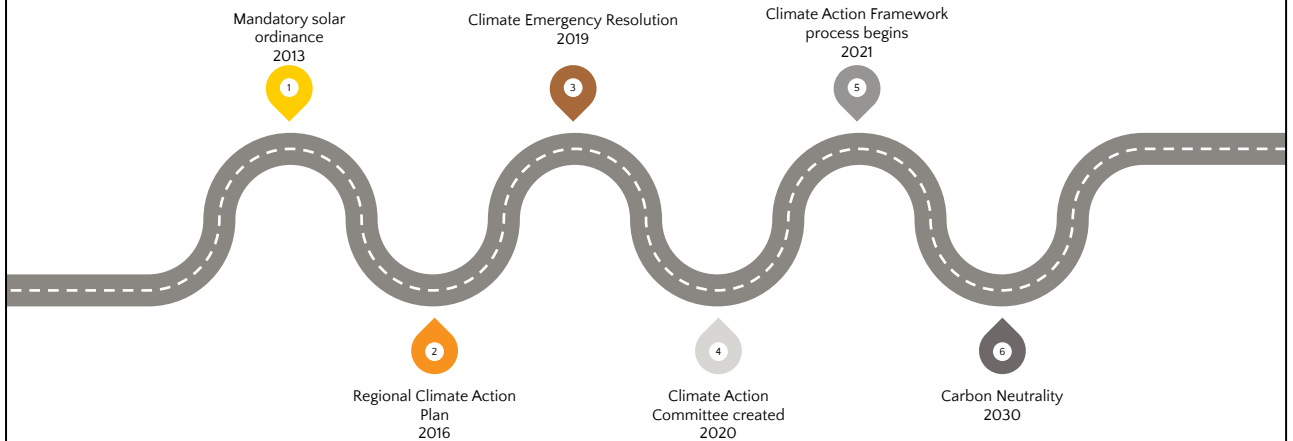 Mandatory solar
ordinance
2013
1
Climate Emergency Resolution
2019
3
Climate Action Framework
process begins
2021
5
2
Regional Climate Action
Plan
2016
4
Climate Action
Committee created
2020
6
Carbon Neutrality
2030